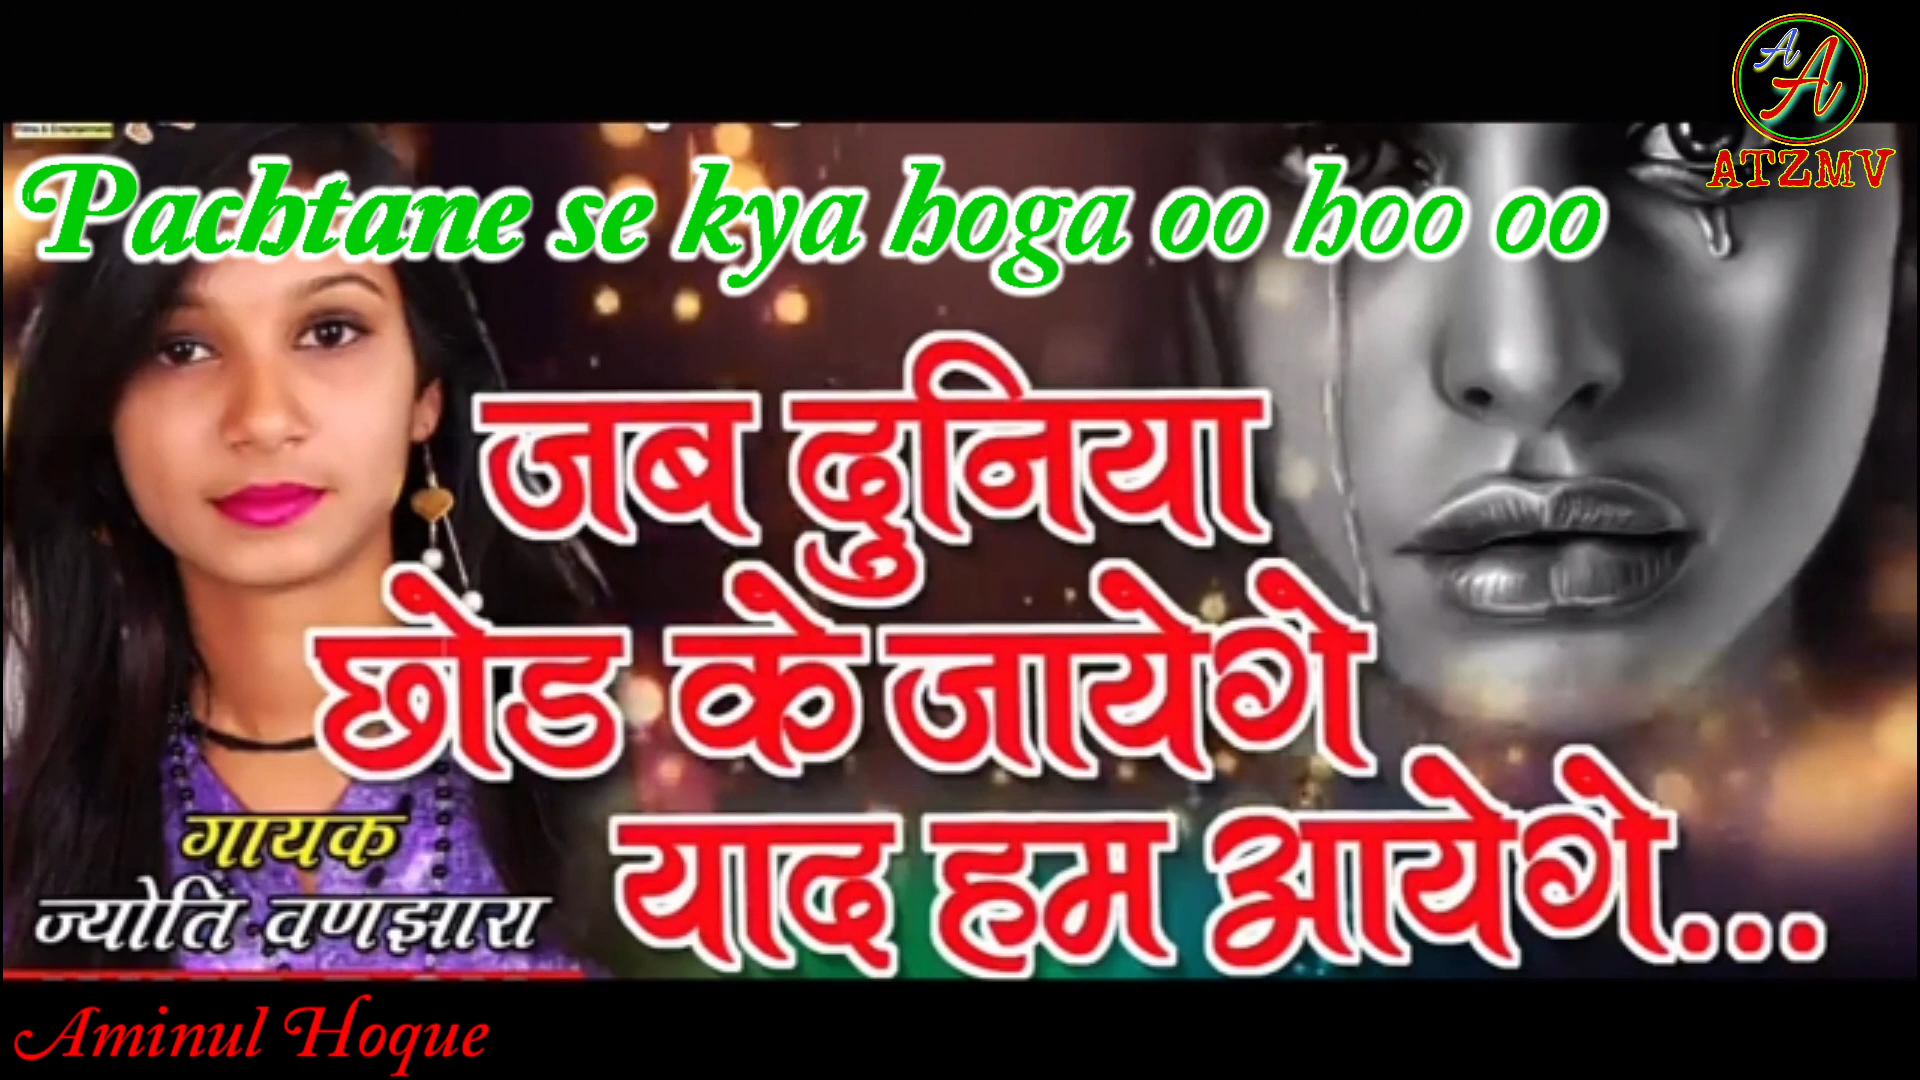 A A
ATZMV
Pachtane se kya hoga oo hoo oo
जब दुनिया
छोड के जायेगे
याद हम आयेगे...
गायक
ज्योति वणझारा
Aminul Hoque